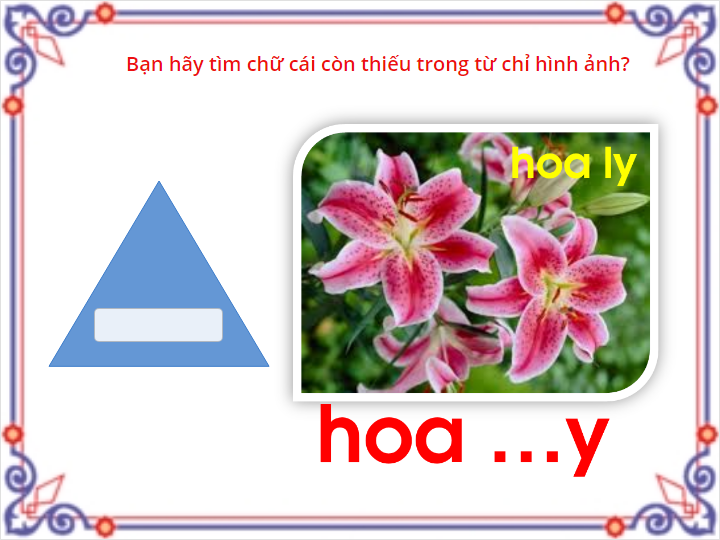 Bạn hãy tìm chữ cái còn thiếu trong từ chỉ hình ảnh?
hoa ly
hoa ...y